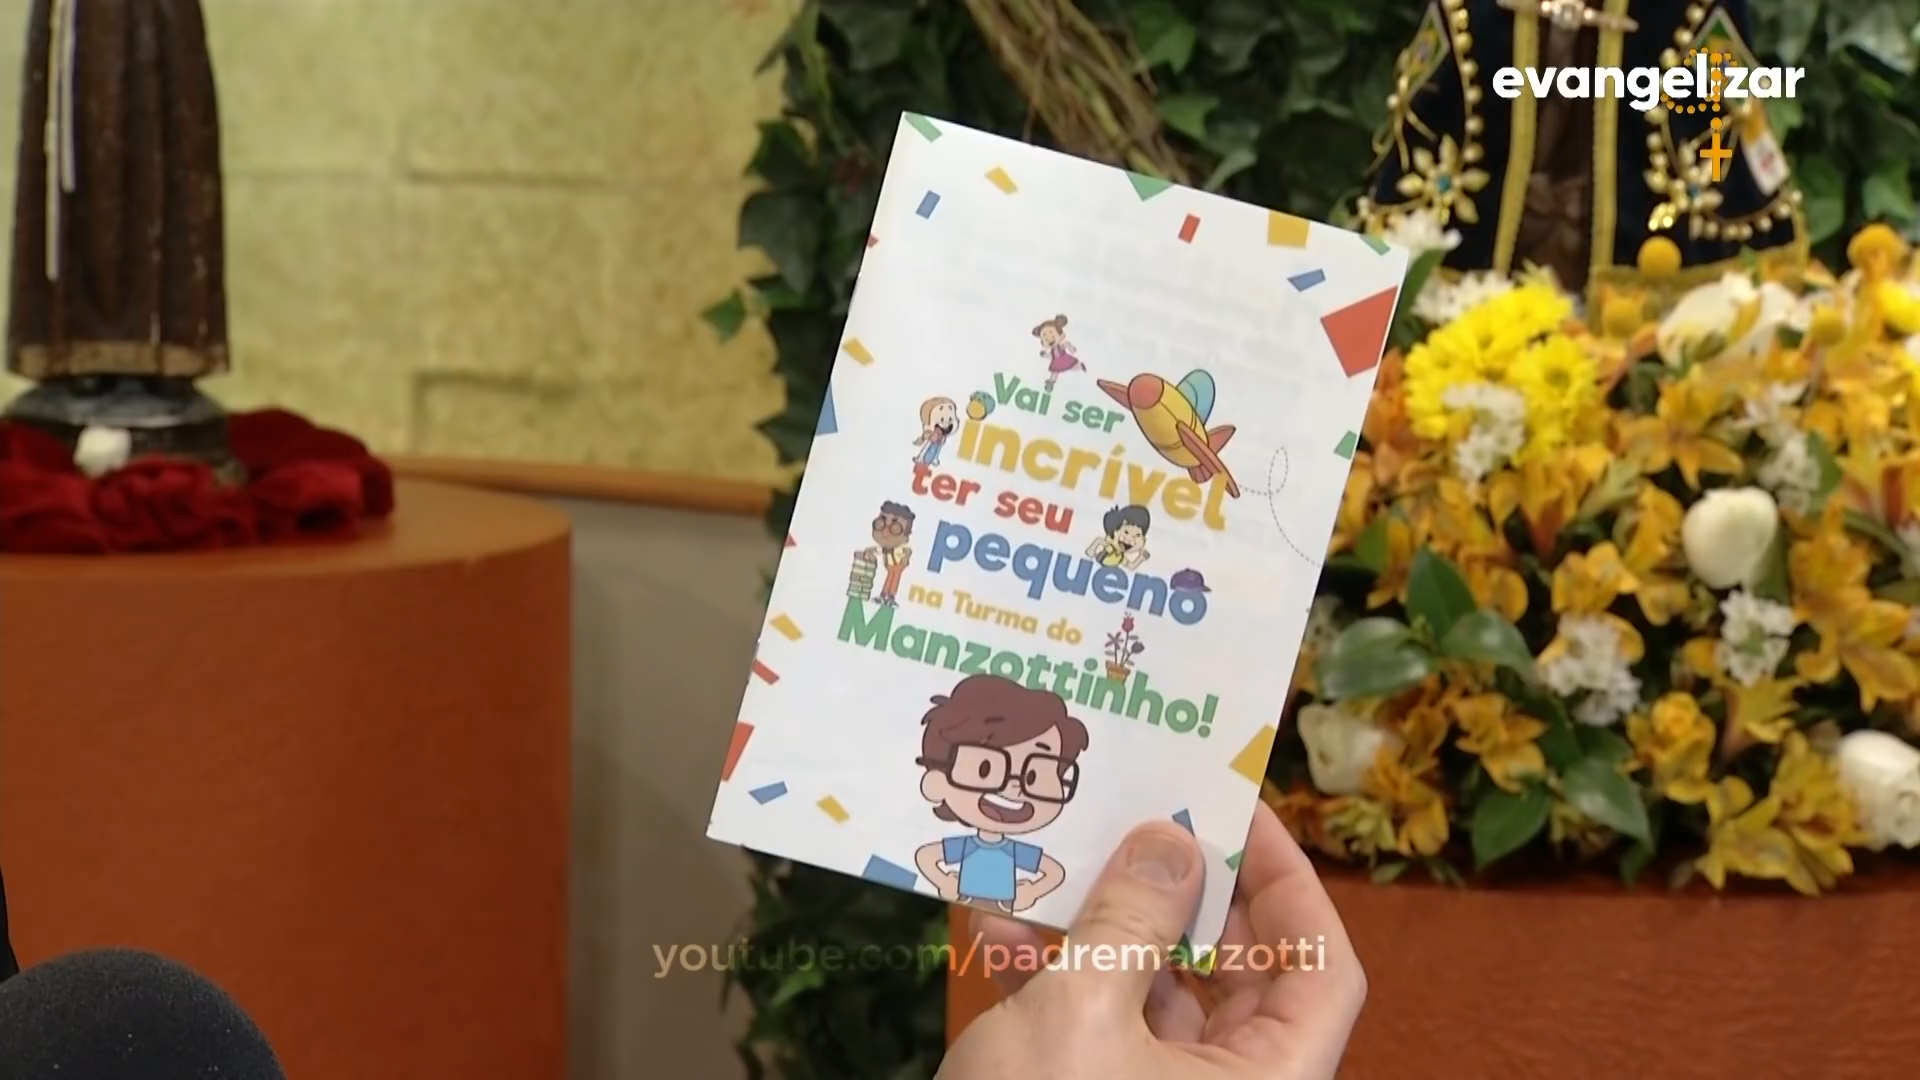 evangelizar
Vai ser
incrível
ter seu
pequeno
na Turma do
Manzottinho!
youtube.com/padremanzotti